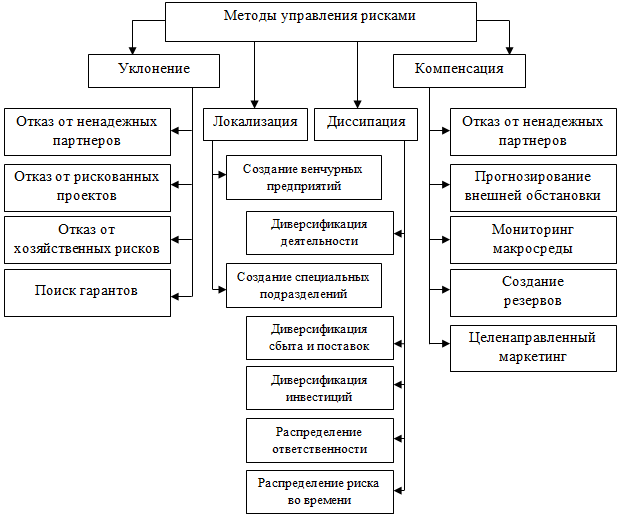 Методы управления рисками
Уклонение
Компенсация
Локализация
Диссипация
Отказ от ненадежных
партнеров
Отказ от рискованных
проектов
Отказ от
хозяйственных рисков
Поиск гарантов
Создание венчурных
предприятий
Создание специальных
подразделений
Диверсификация
деятельности
Диверсификация
сбыта и поставок
Диверсификация
инвестиций
Распределение
ответственности
Распределение риска
во времени
Отказ от ненадежных
партнеров
Прогнозирование
внешней обстановки
Мониторинг
макросреды
Создание
резервов
Целенаправленный
маркетинг